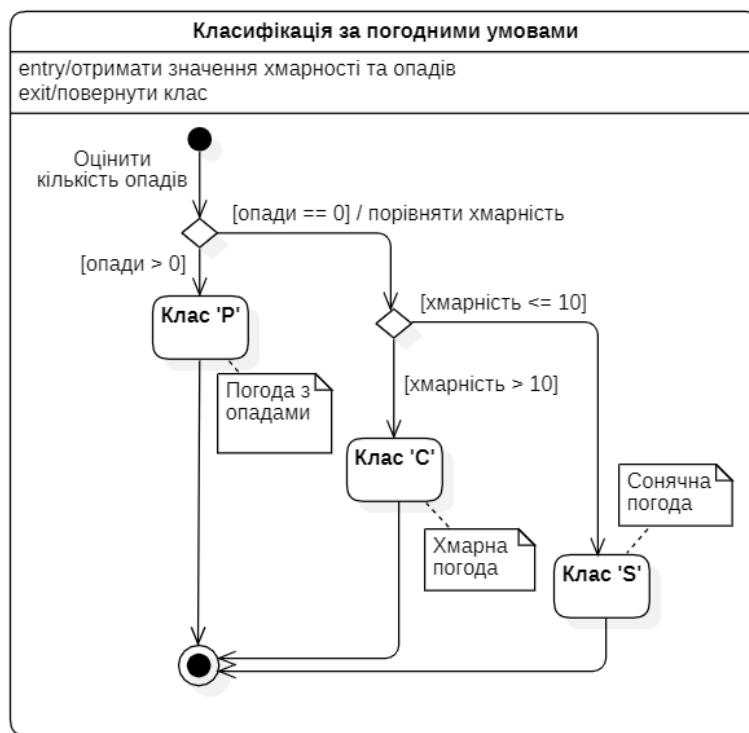 Класифікація за погодними умовами
entry/отримати значення хмарності та опадів
exit/повернути клас
Оцінити
кількість опадів
[опади == 0] / порівняти хмарність
[опади > 0]
Клас 'P'
[хмарність <= 10]
Погода з
опадами
[хмарність > 10]
Клас 'C'
Сонячна
погода
Хмарна
погода
Клас 'S'